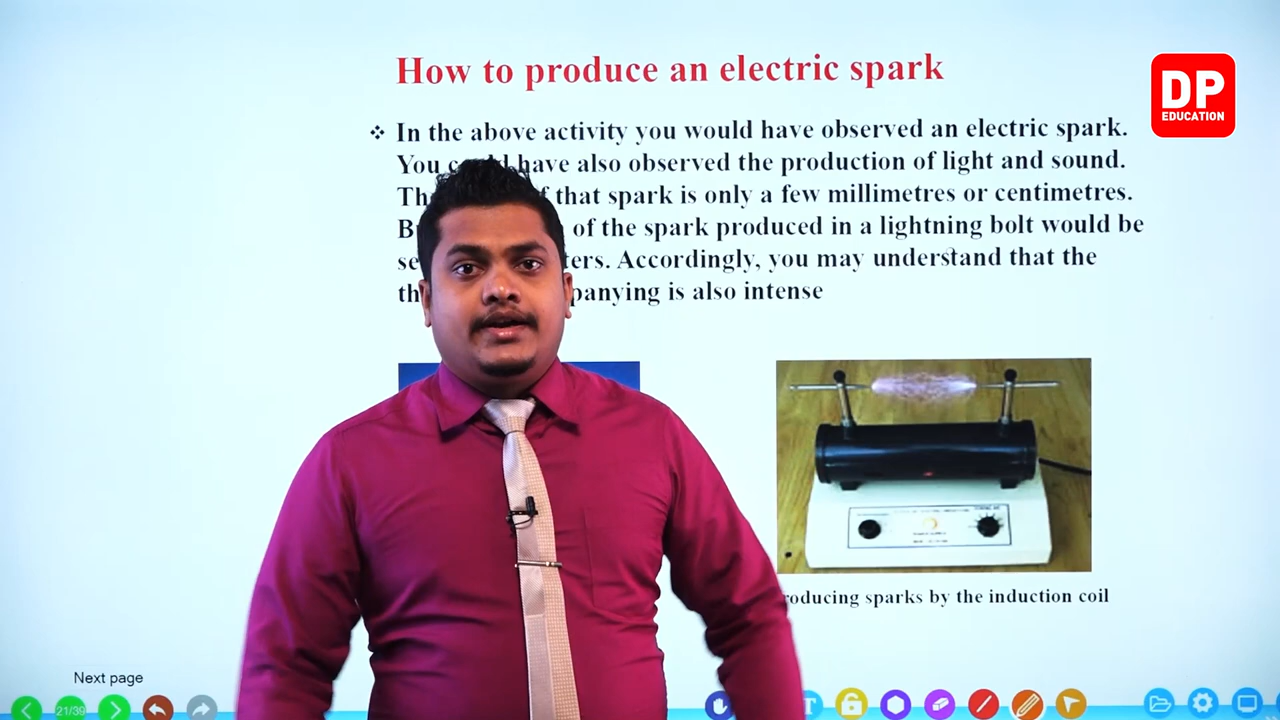 How to produce an electric spark
DP
EDUCATION
❖ In the above activity you would have observed an electric spark.
You have also observed the production of light and sound.
that spark is only a few millimetres or centimetres.
of the spark produced in a lightning bolt would be
Accordingly, you may understand that the
is also intense
sparks by the induction coil
Next page
21/39
T